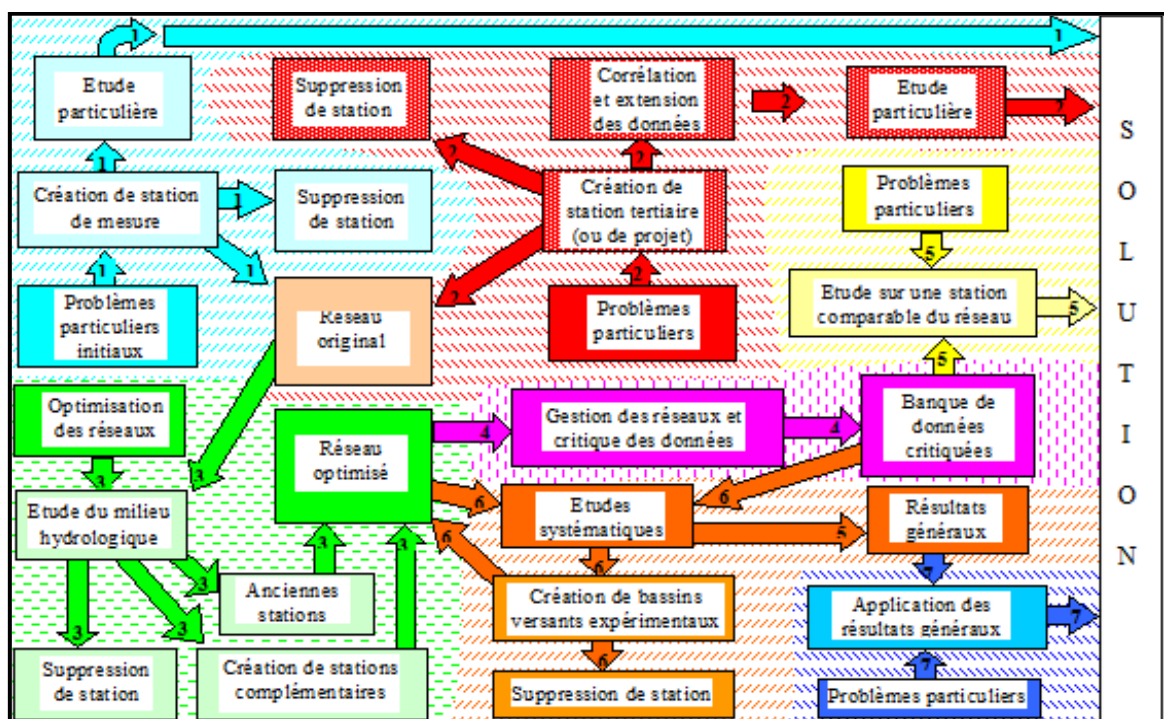 1
1
Etude
particulière
Suppression
de station
Corrélation
et extension
des données
2
Etude
particulière
2
1
2
2
Création de station
de mesure
1
Suppression
de station
Création de
station tertiaire
(ou de projet)
Problèmes
particuliers
1
1
2
2
5
Problèmes
particuliers
initiaux
Réseau
original
Problèmes
particuliers
Etude sur une station
comparable du réseau
5
5
Optimisation
des réseaux
Réseau
optimisé
4
Gestion des réseaux et
critique des données
4
Banque de
données
critiquées
3
3
6
6
Etude du milieu
hydrologique
Etudes
systématiques
5
Résultats
généraux
3
3
6
6
7
3
3
3
Anciennes
stations
Création de bassins
versants expérimentaux
Application des
résultats généraux
7
6
7
Suppression
de station
Création de stations
complémentaires
Suppression de station
Problèmes particuliers
S
O
L
U
T
I
O
N